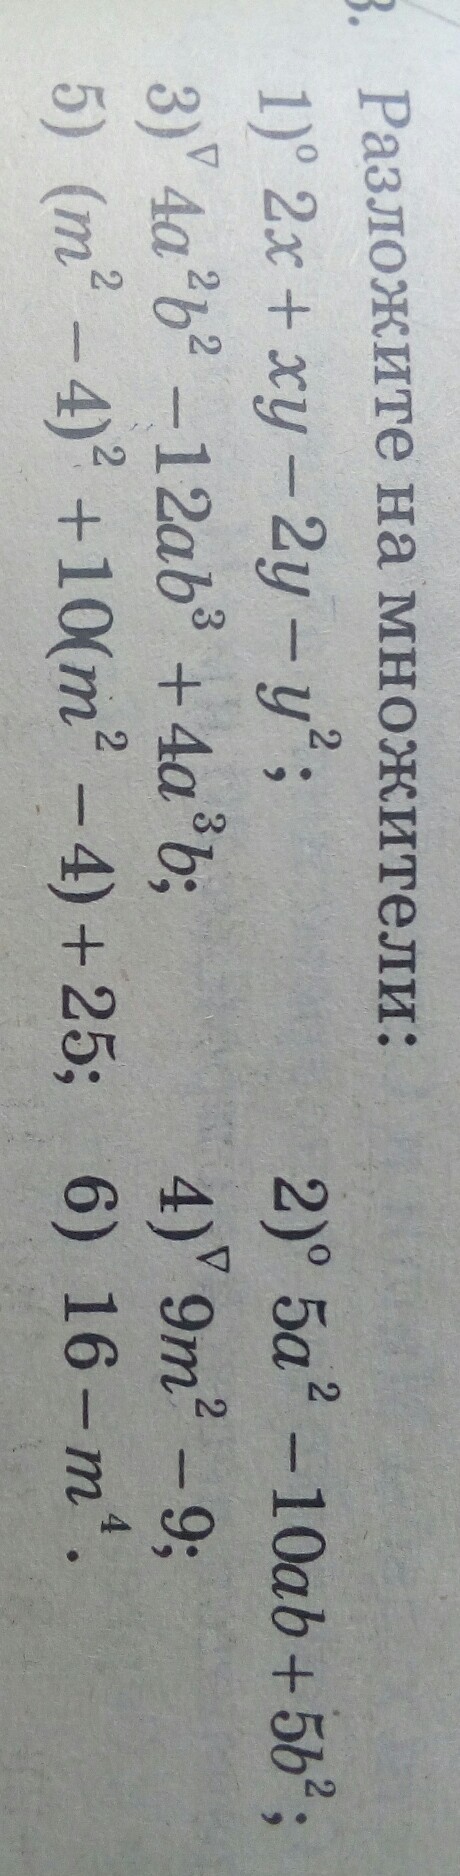 3. Разложите на множители:
1)° 2x + xy − 2y − y²; 2)° 5a² − 10ab + 5b²;
3)▽ 4a²b² − 12ab³ + 4a³b; 4)▽ 9m² − 9;
5) (m² − 4)² + 10(m² − 4) + 25; 6) 16 − m⁴.